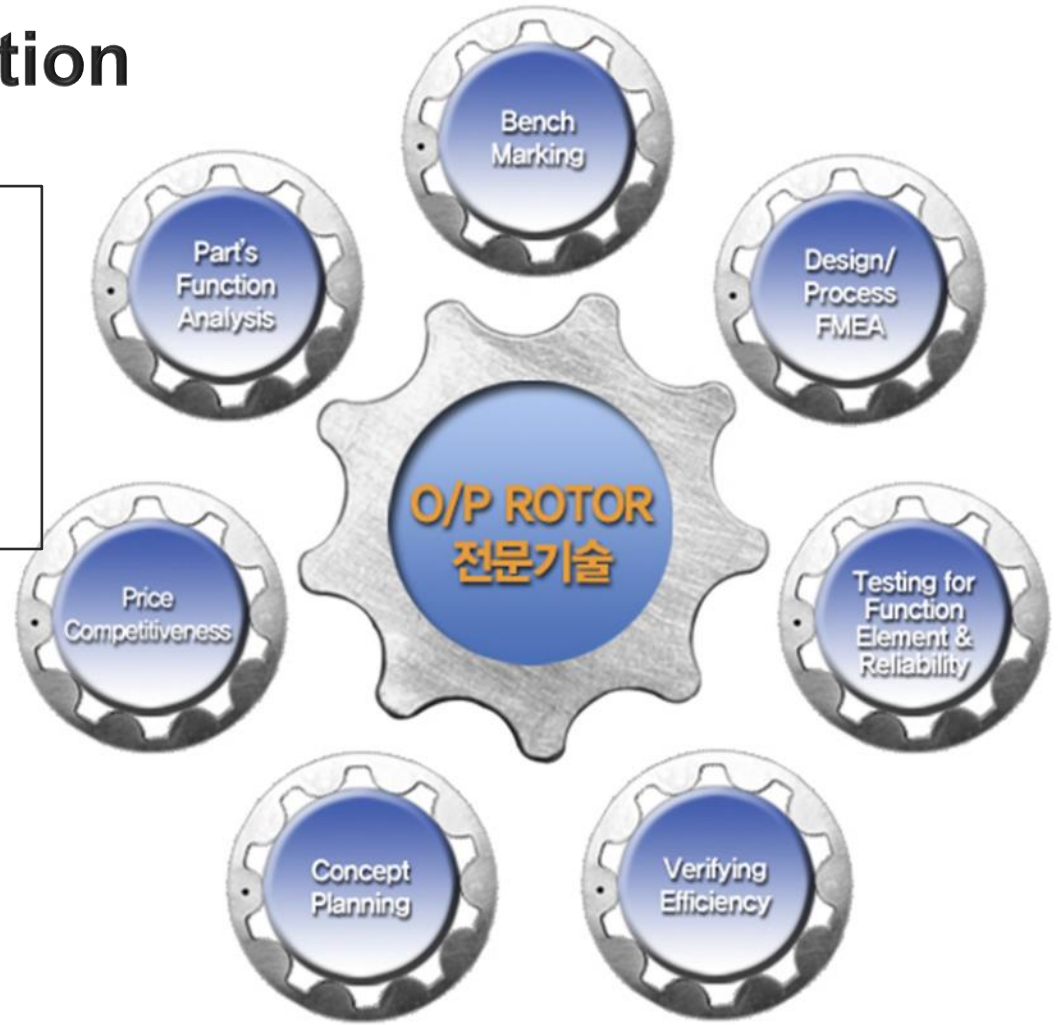 tion
Bench
Marking
Part's
Function
Analysis
Design/
Process
FMEA
O/P ROTOR
전문기술
Price
Competitiveness
Testing for
Function
Element &
Reliability
Concept
Planning
Verifying
Efficiency